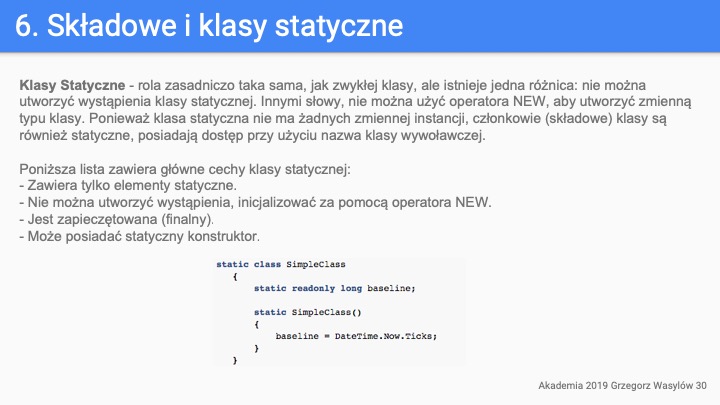 6. Składowe i klasy statyczne
Klasy Statyczne - rola zasadniczo taka sama, jak zwykłej klasy, ale istnieje jedna różnica: nie można
utworzyć wystąpienia klasy statycznej. Innymi słowy, nie można użyć operatora NEW, aby utworzyć zmienną
typu klasy. Ponieważ klasa statyczna nie ma żadnych zmiennej instancji, członkowie (składowe) klasy są
również statyczne, posiadają dostęp przy użyciu nazwa klasy wywoławczej.
Poniższa lista zawiera główne cechy klasy statycznej:
- Zawiera tylko elementy statyczne.
- Nie można utworzyć wystąpienia, inicjalizować za pomocą operatora NEW.
- Jest zapieczętowana (finalny).
- Może posiadać statyczny konstruktor.
static class SimpleClass
{
static readonly long baseline;
static SimpleClass()
{
baseline = DateTime.Now.Ticks;
}
}
Akademia 2019 Grzegorz Wasylów 30